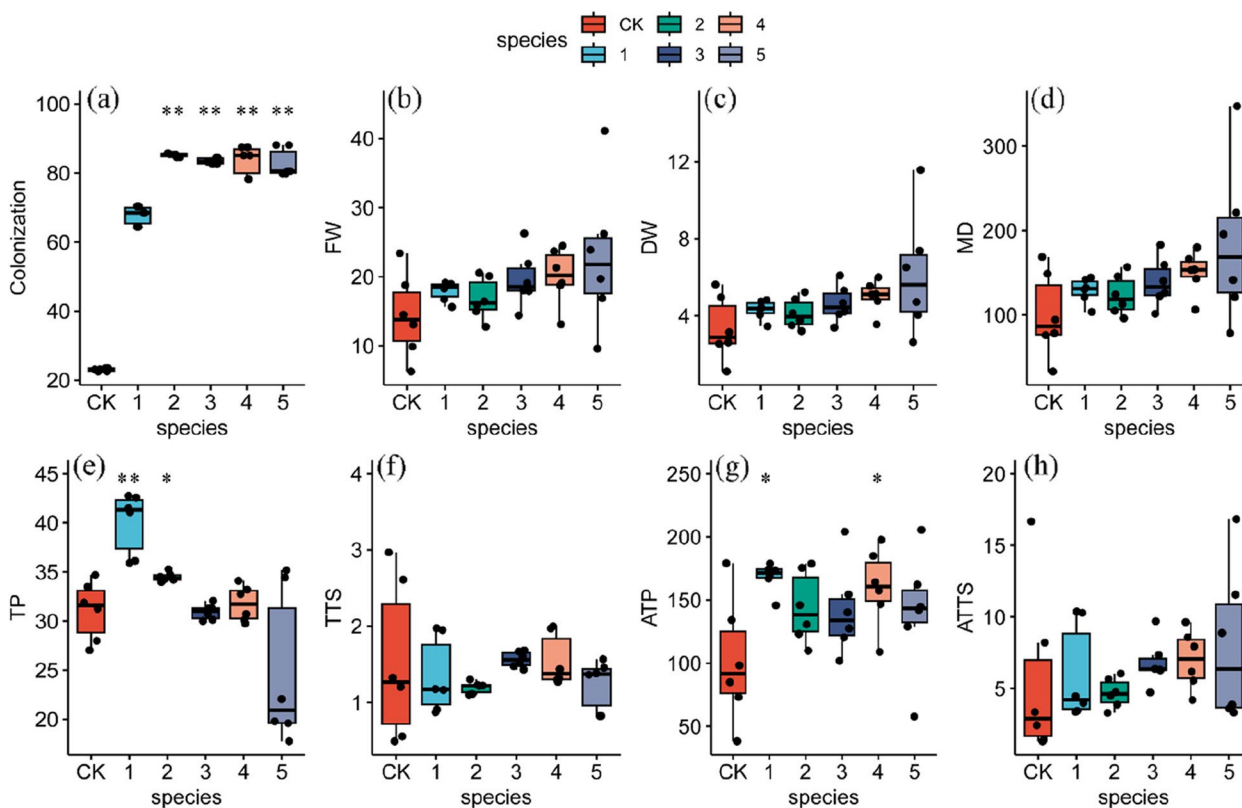 species
CK 2 4
1 3 5
(a) ** ** ** **
100
80
60
40
20
Colonization
CK 1 2 3 4 5
species
(b)
40
30
20
10
FW
CK 1 2 3 4 5
species
(c)
12
8
4
DW
CK 1 2 3 4 5
species
(d)
300
200
100
MD
CK 1 2 3 4 5
species
(e) ** *
45
40
35
30
25
20
TP
CK 1 2 3 4 5
species
(f)
4
3
2
1
TTS
CK 1 2 3 4 5
species
(g) * *
250
200
150
100
50
ATP
CK 1 2 3 4 5
species
(h)
20
15
10
5
ATTS
CK 1 2 3 4 5
species